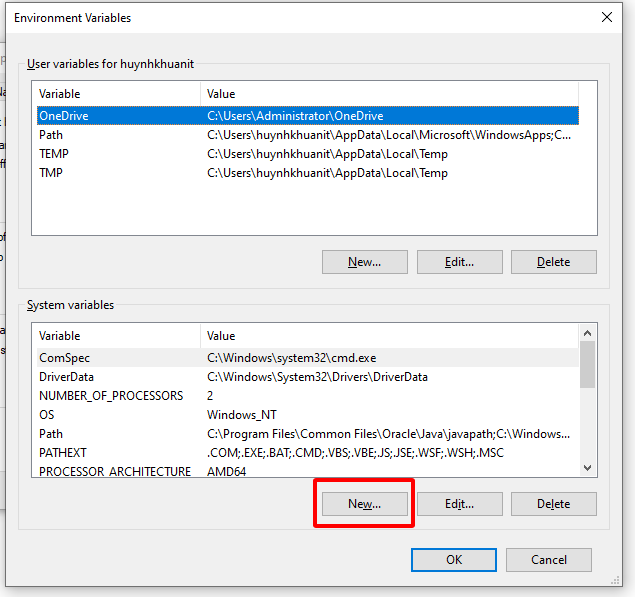 Environment Variables
User variables for huynhkhuanit
Variable Value
OneDrive C:\Users\Administrator\OneDrive
Path C:\Users\huynhkhuanit\AppData\Local\Microsoft\WindowsApps;C...
TEMP C:\Users\huynhkhuanit\AppData\Local\Temp
TMP C:\Users\huynhkhuanit\AppData\Local\Temp
New... Edit... Delete
System variables
Variable Value
ComSpec C:\Windows\system32\cmd.exe
DriverData C:\Windows\System32\Drivers\DriverData
NUMBER_OF_PROCESSORS 2
OS Windows_NT
Path C:\Program Files\Common Files\Oracle\Java\javapath;C:\Windows...
PATHEXT .COM;.EXE;.BAT;.CMD;.VBS;.VBE;.JS;.JSE;.WSF;.WSH;.MSC
PROCESSOR_ARCHITECTURE AMD64
New... Edit... Delete
OK Cancel